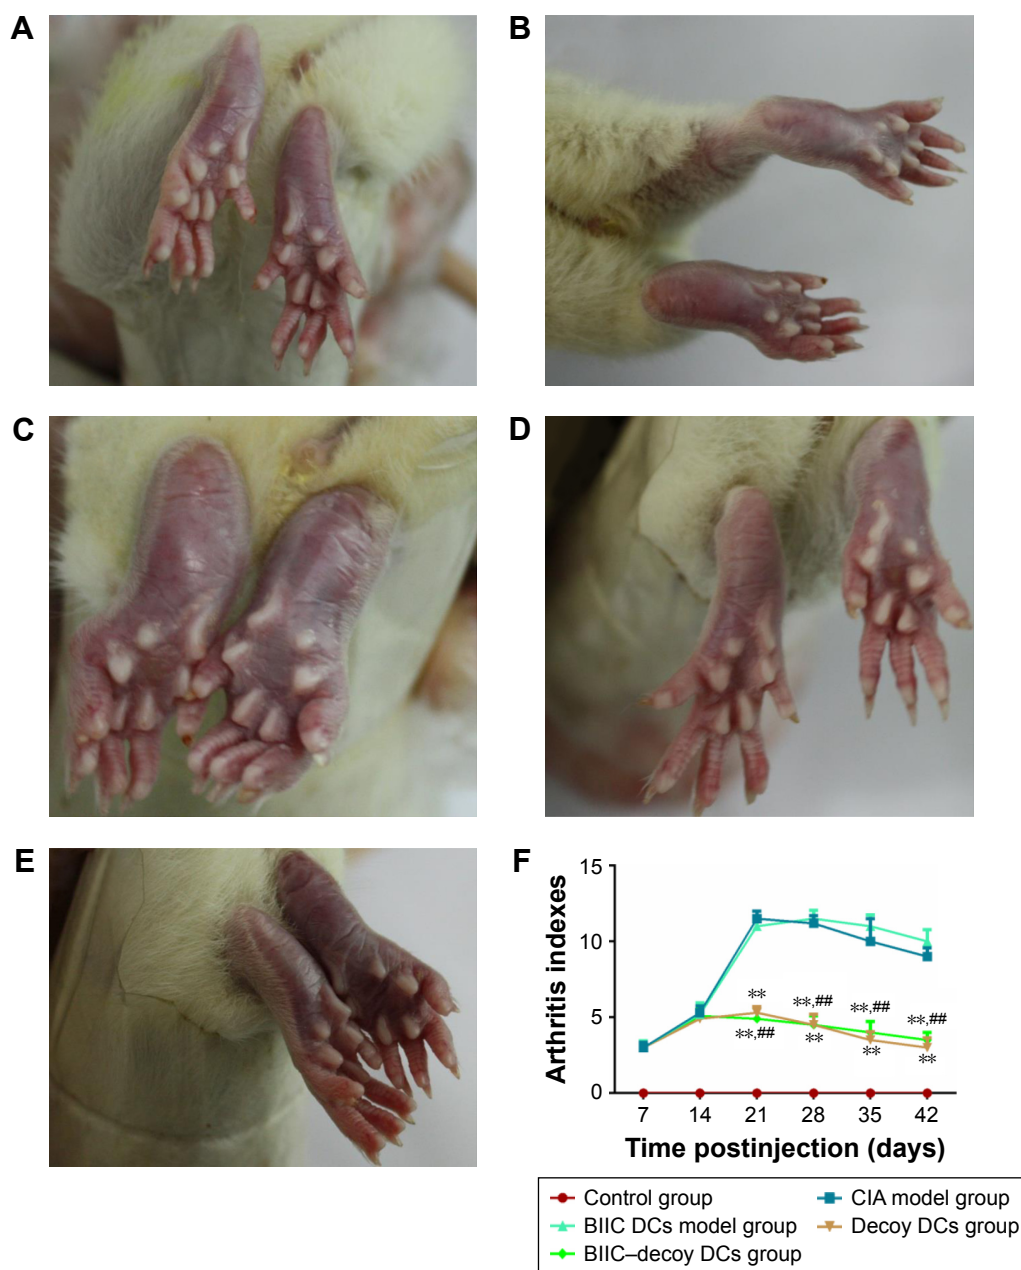 A
B
C
D
E
F
15
10
5
0
Arthritis indexes
**
**,##
**,##
**
**,##
**
**,##
**
7 14 21 28 35 42
Time postinjection (days)
Control group
CIA model group
BIIC DCs model group
Decoy DCs group
BIIC–decoy DCs group